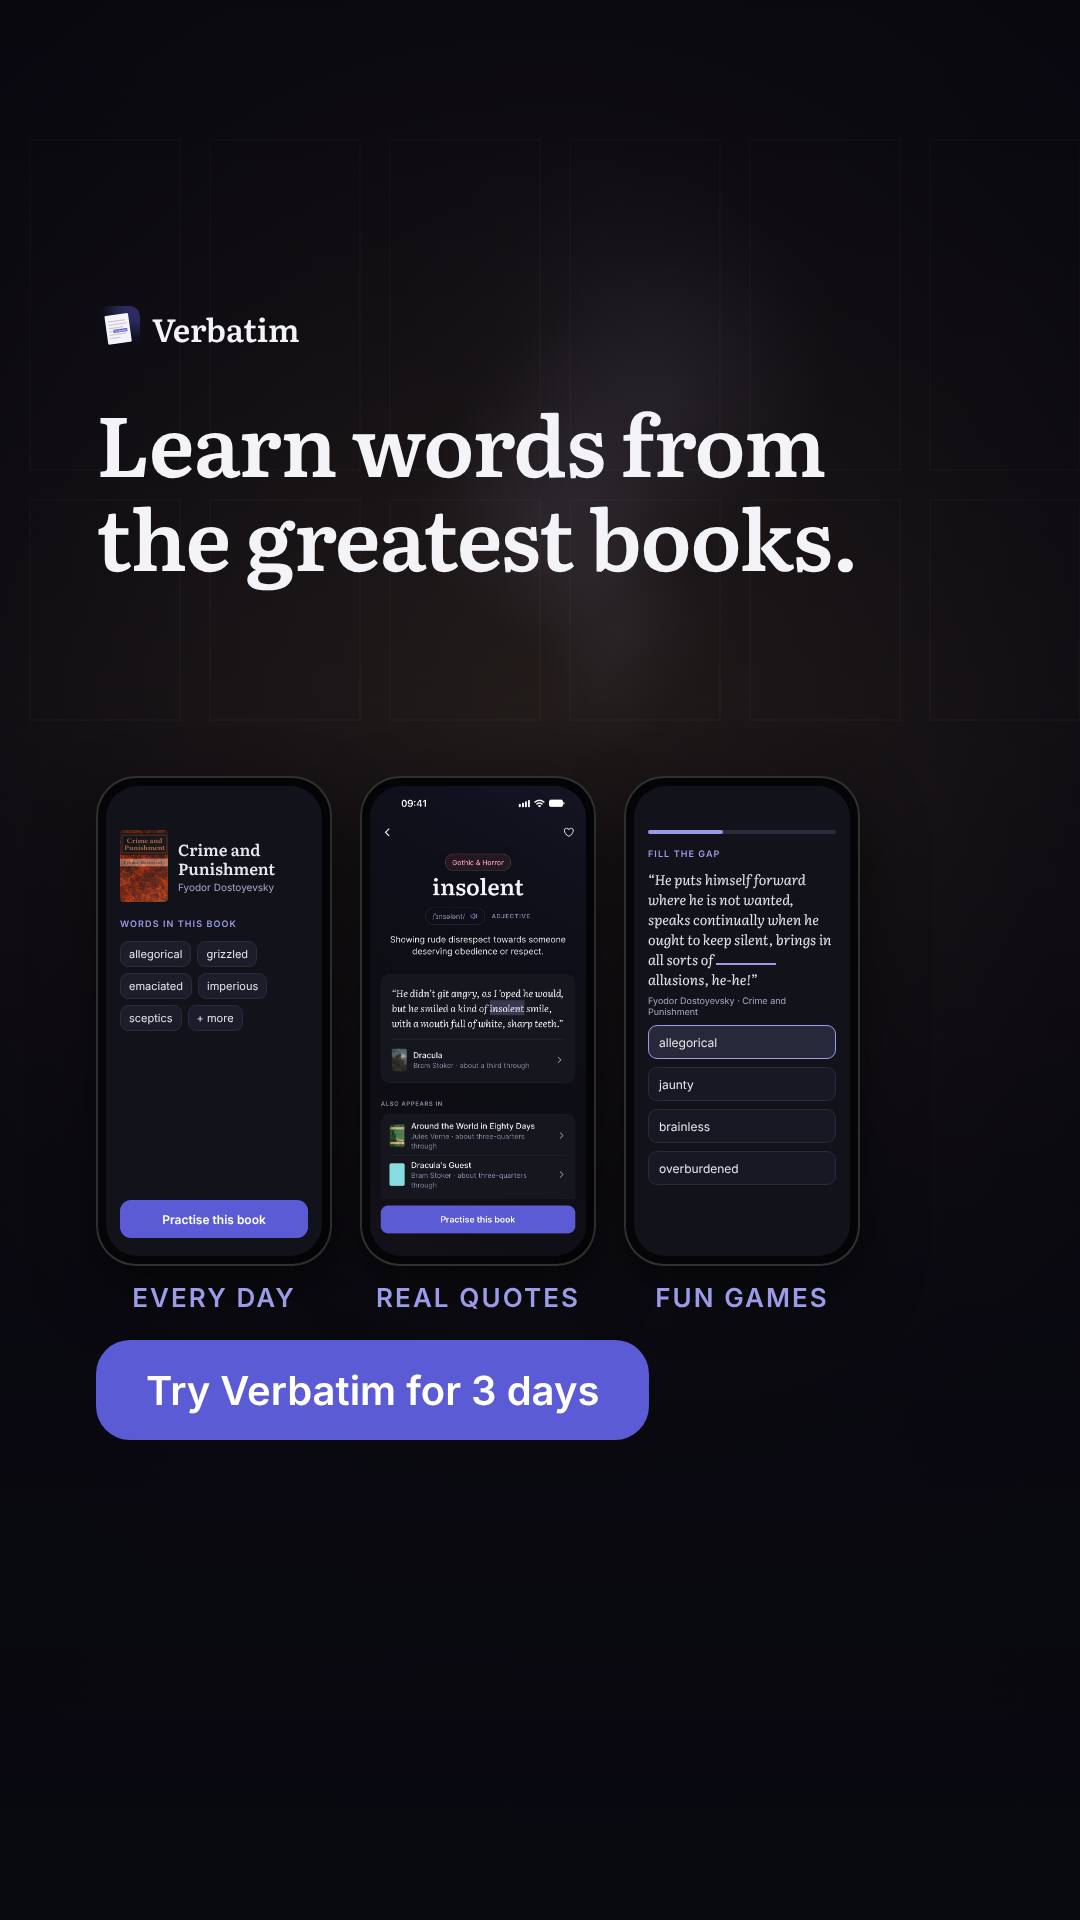 Verbatim
Learn words from
the greatest books.
Crime and
Punishment
Crime and
Punishment
Fyodor Dostoyevsky
WORDS IN THIS BOOK
allegorical
grizzled
emaciated
imperious
sceptics
+ more
Practise this book
EVERY DAY
09:41
Gothic & Horror
insolent
/ˈɪnsələnt/
ADJECTIVE
Showing rude disrespect towards someone
deserving obedience or respect.
“He didn't git angry, as I 'oped he would,
but he smiled a kind of insolent smile,
with a mouth full of white, sharp teeth.”
Dracula
Bram Stoker · about a third through
ALSO APPEARS IN
Around the World in Eighty Days
Jules Verne · about three-quarters
through
Dracula's Guest
Bram Stoker · about three-quarters
through
Practise this book
REAL QUOTES
FILL THE GAP
“He puts himself forward
where he is not wanted,
speaks continually when he
ought to keep silent, brings in
all sorts of
allusions, he-he!”
Fyodor Dostoyevsky · Crime and
Punishment
allegorical
jaunty
brainless
overburdened
FUN GAMES
Try Verbatim for 3 days